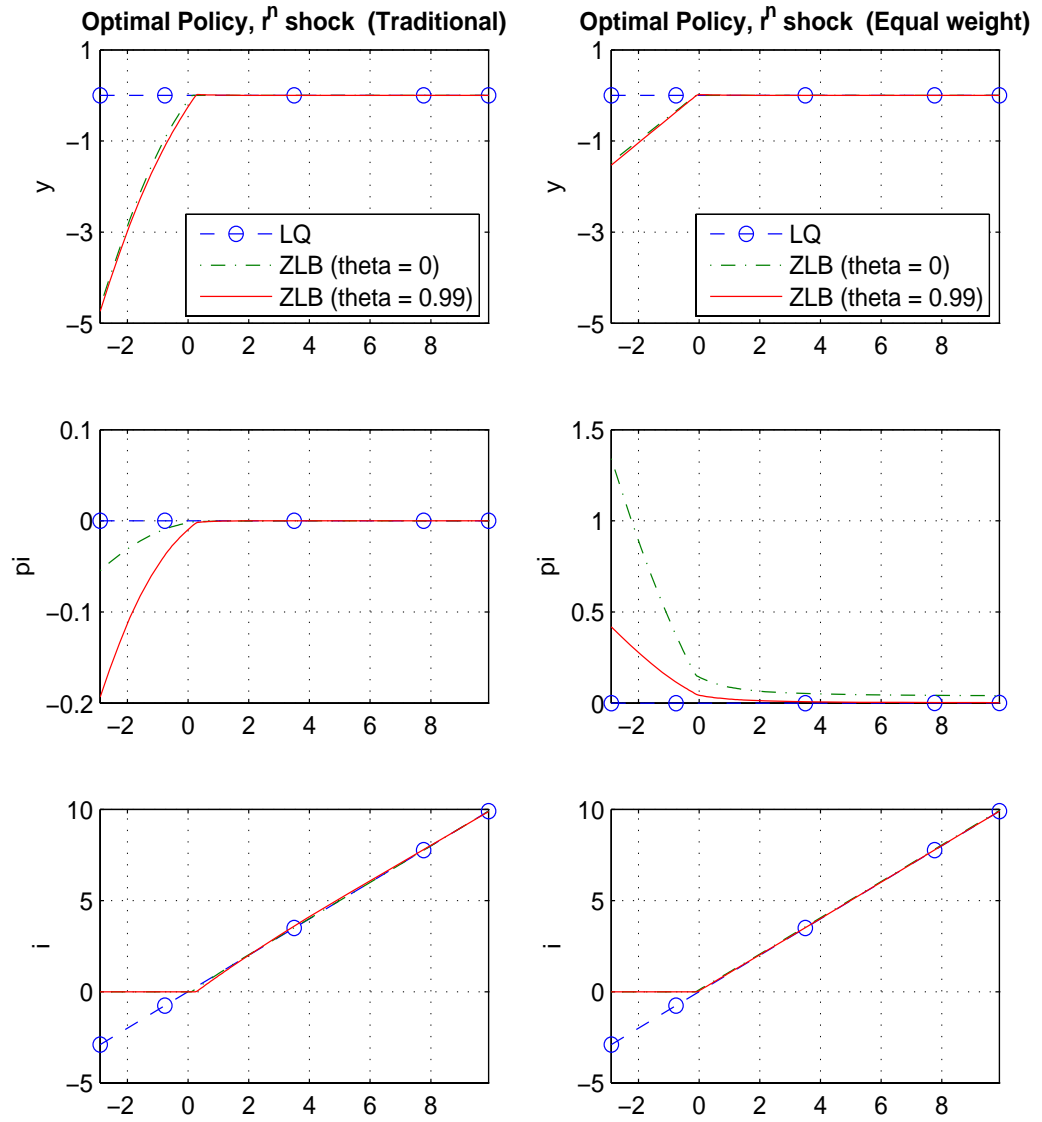 Optimal Policy, rⁿ shock  (Traditional)
1
−1
−3
−5
y
LQ
ZLB (theta = 0)
ZLB (theta = 0.99)
−2 0 2 4 6 8
Optimal Policy, rⁿ shock  (Equal weight)
1
−1
−3
−5
y
LQ
ZLB (theta = 0)
ZLB (theta = 0.99)
−2 0 2 4 6 8
0.1
0
−0.1
−0.2
pi
−2 0 2 4 6 8
1.5
1
0.5
0
pi
−2 0 2 4 6 8
10
5
0
−5
i
−2 0 2 4 6 8
10
5
0
−5
i
−2 0 2 4 6 8